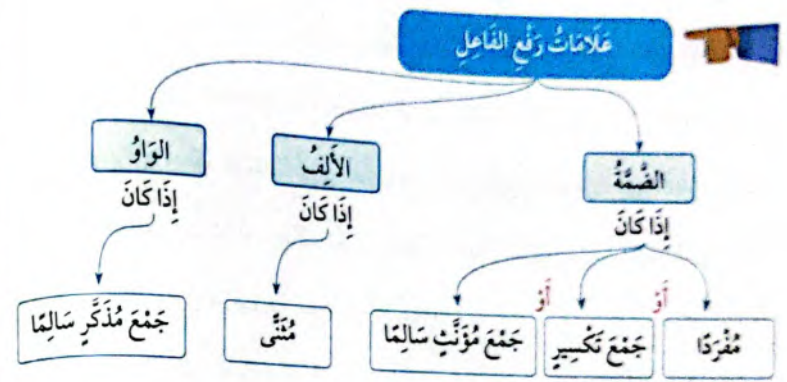 عَلَامَاتُ رَفْعِ الفَاعِلِ
الضَّمَّةُ
الأَلِفُ
الوَاوُ
إِذَا كَانَ
إِذَا كَانَ
إِذَا كَانَ
مُفْرَدًا
أَوْ
جَمْعَ تَكْسِيرٍ
أَوْ
جَمْعَ مُؤَنَّثٍ سَالِمًا
مُثَنًّى
جَمْعَ مُذَكَّرٍ سَالِمًا